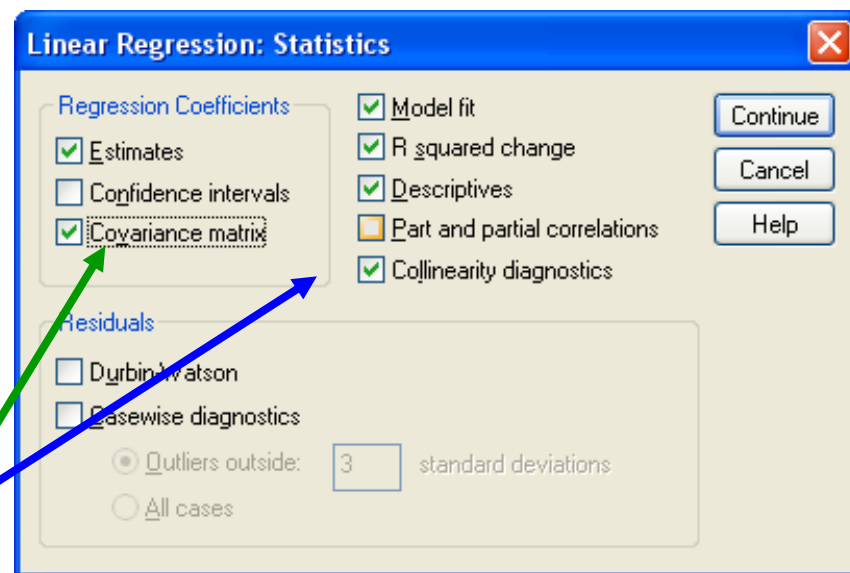 Linear Regression: Statistics
Regression Coefficients
Estimates
Confidence intervals
Covariance matrix
Model fit
R squared change
Descriptives
Part and partial correlations
Collinearity diagnostics
Continue
Cancel
Help
Residuals
Durbin-Watson
Casewise diagnostics
Outliers outside: 3 standard deviations
All cases